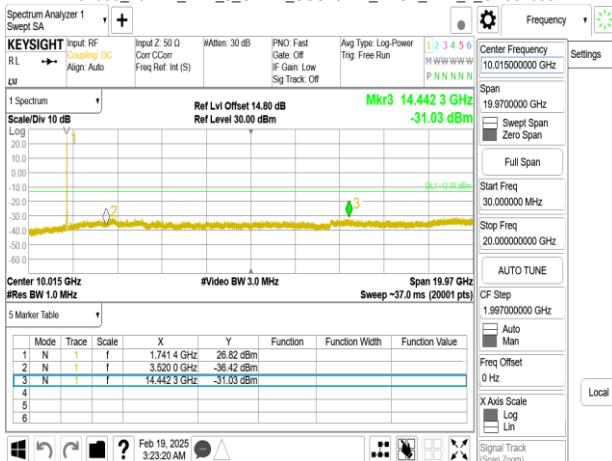 Spectrum Analyzer 1
Swept SA
+
Frequency
KEYSIGHT
RL
Input: RF
Coupling: DC
Align: Auto
Input Z: 50 Ω
Corr CCorr
Freq Ref: Int (S)
#Atten: 30 dB
PNO: Fast
Gate: Off
IF Gain: Low
Sig Track: Off
Avg Type: Log-Power
Trig: Free Run
1 2 3 4 5 6
M W W W W W
P N N N N N
1 Spectrum
Scale/Div 10 dB
Ref Lvl Offset 14.80 dB
Ref Level 30.00 dBm
Mkr3 14.442 3 GHz
-31.03 dBm
Log
20.0
10.0
0.00
-10.0
-20.0
-30.0
-40.0
-50.0
-60.0
1
2
3
DL1 -13.00 dBm
Center 10.015 GHz
#Video BW 3.0 MHz
Span 19.97 GHz
#Res BW 1.0 MHz
Sweep ~37.0 ms (20001 pts)
5 Marker Table
Mode Trace Scale X Y Function Function Width Function Value
1 N 1 f 1.741 4 GHz 26.82 dBm
2 N 1 f 3.520 0 GHz -36.42 dBm
3 N 1 f 14.442 3 GHz -31.03 dBm
4
5
6
Feb 19, 2025
3:23:20 AM
?
Center Frequency
10.015000000 GHz
Span
19.9700000 GHz
Swept Span
Zero Span
Full Span
Start Freq
30.000000 MHz
Stop Freq
20.000000000 GHz
AUTO TUNE
CF Step
1.997000000 GHz
Auto
Man
Freq Offset
0 Hz
X Axis Scale
Log
Lin
Signal Track
(Span Zoom)
Settings
Local